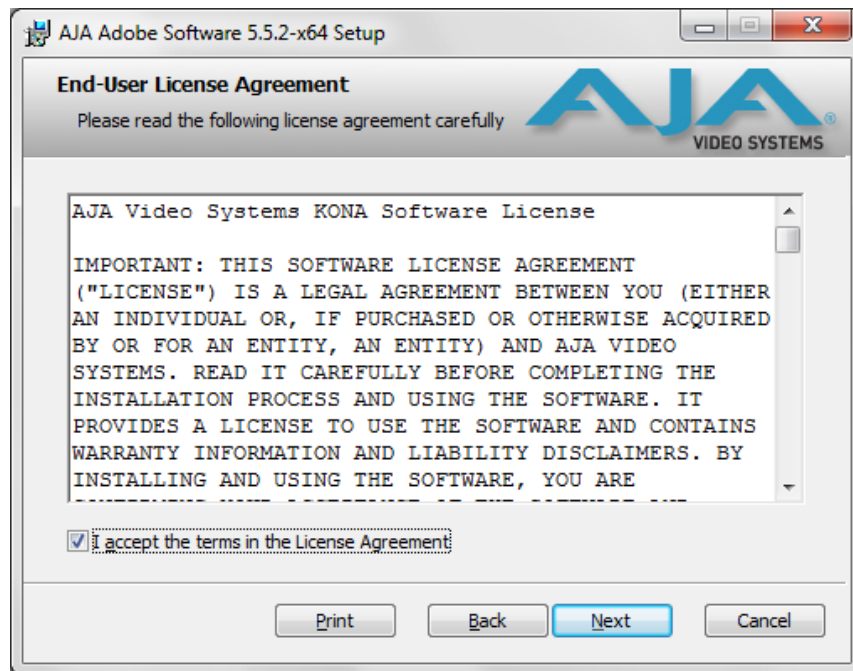 AJA Adobe Software 5.5.2-x64 Setup
End-User License Agreement
Please read the following license agreement carefully
AJA®
VIDEO SYSTEMS
AJA Video Systems KONA Software License
IMPORTANT: THIS SOFTWARE LICENSE AGREEMENT
("LICENSE") IS A LEGAL AGREEMENT BETWEEN YOU (EITHER
AN INDIVIDUAL OR, IF PURCHASED OR OTHERWISE ACQUIRED
BY OR FOR AN ENTITY, AN ENTITY) AND AJA VIDEO
SYSTEMS. READ IT CAREFULLY BEFORE COMPLETING THE
INSTALLATION PROCESS AND USING THE SOFTWARE. IT
PROVIDES A LICENSE TO USE THE SOFTWARE AND CONTAINS
WARRANTY INFORMATION AND LIABILITY DISCLAIMERS. BY
INSTALLING AND USING THE SOFTWARE, YOU ARE
I accept the terms in the License Agreement
Print
Back
Next
Cancel